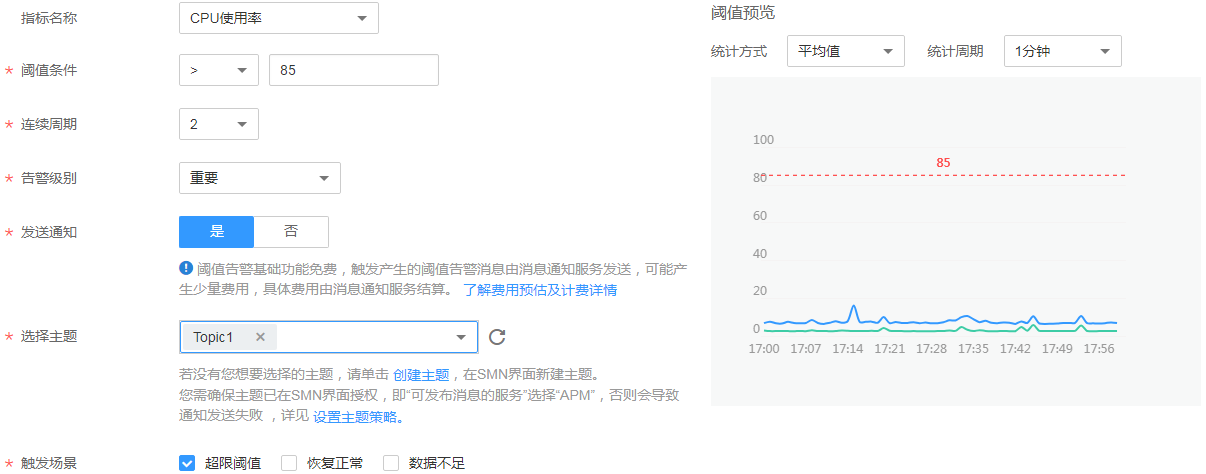 指标名称
CPU使用率
* 阈值条件
>
85
* 连续周期
2
* 告警级别
重要
* 发送通知
是
否
阈值告警基础功能免费，触发产生的阈值告警消息由消息通知服务发送，可能产
生少量费用，具体费用由消息通知服务结算。 了解费用预估及计费详情
* 选择主题
Topic1 ×
若没有您想要选择的主题，请单击 创建主题，在SMN界面新建主题。
您需确保主题已在SMN界面授权，即“可发布消息的服务”选择“APM”，否则会导致
通知发送失败 ，详见 设置主题策略。
* 触发场景
超限阈值
恢复正常
数据不足
阈值预览
统计方式
平均值
统计周期
1分钟
100
85
80
60
40
20
0
17:00 17:07 17:14 17:21 17:28 17:35 17:42 17:49 17:56